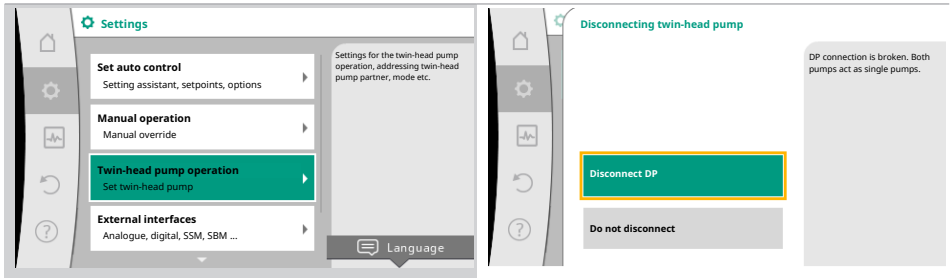 Settings
Set auto control
Setting assistant, setpoints, options
Manual operation
Manual override
Twin-head pump operation
Set twin-head pump
External interfaces
Analogue, digital, SSM, SBM ...
Settings for the twin-head pump
operation, addressing twin-head
pump partner, mode etc.
Language
?
Disconnecting twin-head pump
Disconnect DP
Do not disconnect
DP connection is broken. Both
pumps act as single pumps.
?